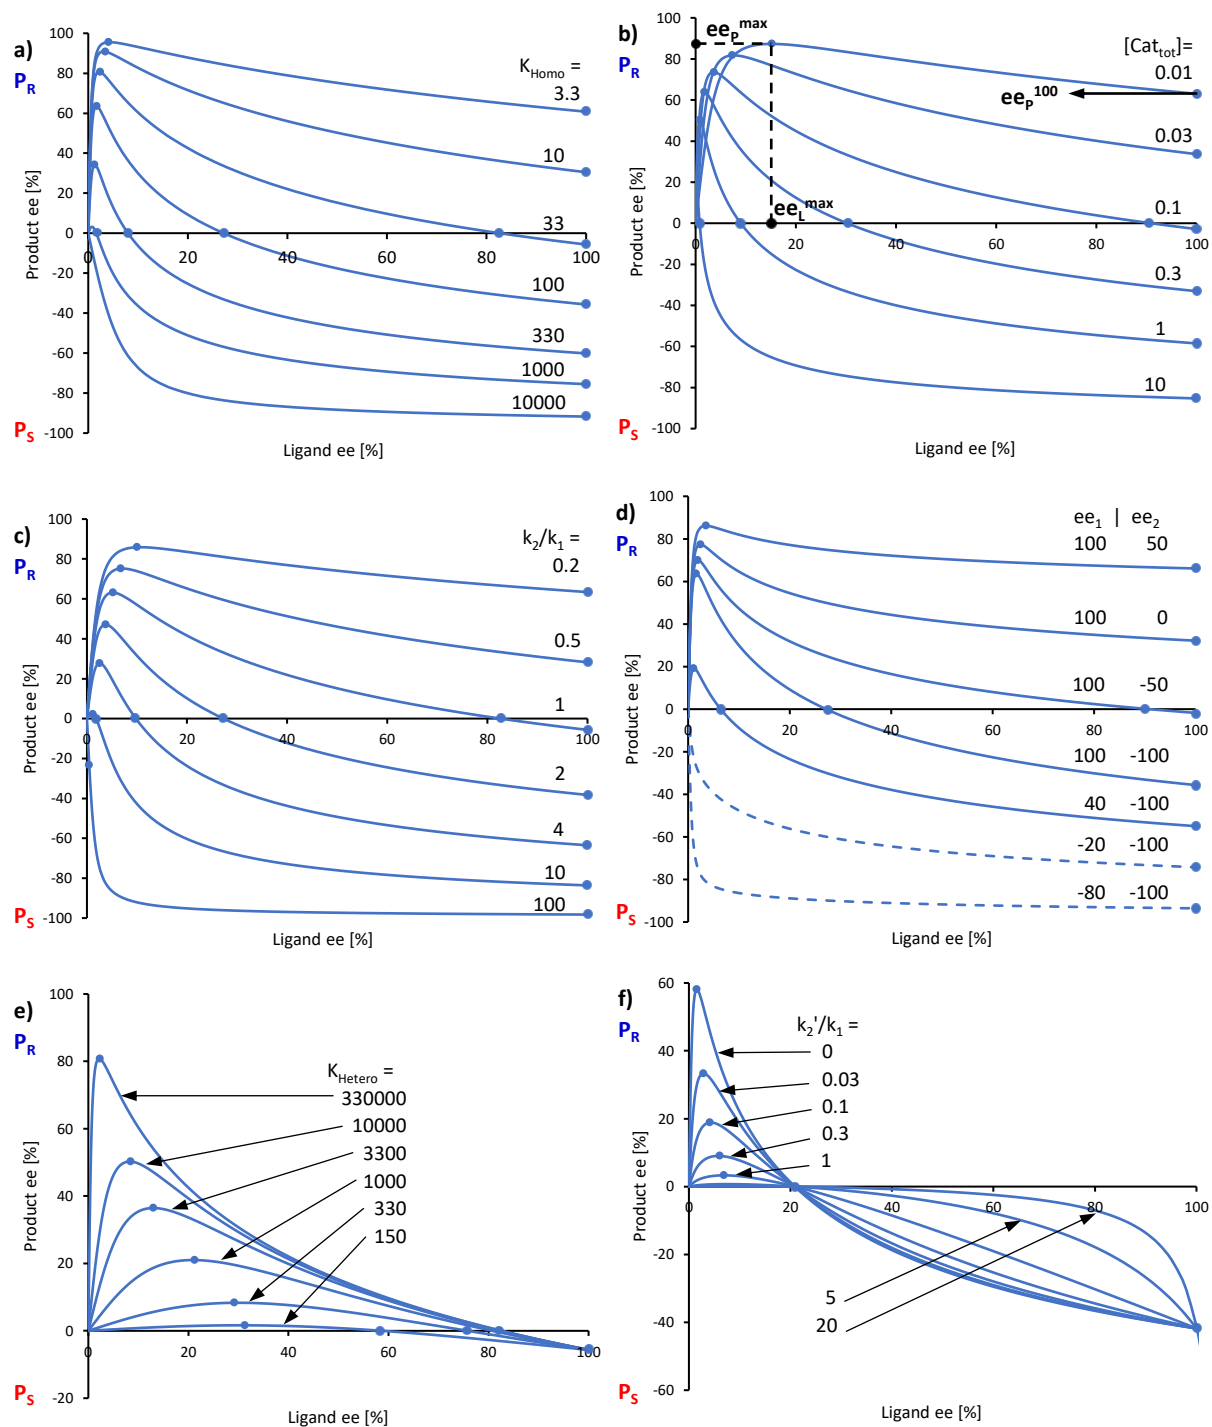 a)
P_R
Product ee [%]
100
80
60
40
20
0
-20
-40
-60
-80
-100
P_S
0 20 40 60 80 100
Ligand ee [%]
K_Homo =
3.3
10
33
100
330
1000
10000
b)
P_R
Product ee [%]
100
80
60
40
20
0
-20
-40
-60
-80
-100
P_S
0 20 40 60 80 100
Ligand ee [%]
ee_P^max
ee_L^max
ee_P^100
[Cat_tot]=
0.01
0.03
0.1
0.3
1
10
c)
P_R
Product ee [%]
100
80
60
40
20
0
-20
-40
-60
-80
-100
P_S
0 20 40 60 80 100
Ligand ee [%]
k_2/k_1 =
0.2
0.5
1
2
4
10
100
d)
P_R
Product ee [%]
100
80
60
40
20
0
-20
-40
-60
-80
-100
P_S
0 20 40 60 80 100
Ligand ee [%]
ee_1 | ee_2
100 50
100 0
100 -50
100 -100
40 -100
-20 -100
-80 -100
e)
P_R
Product ee [%]
100
80
60
40
20
0
-20
P_S
0 20 40 60 80 100
Ligand ee [%]
K_Hetero =
330000
10000
3300
1000
330
150
f)
P_R
Product ee [%]
60
40
20
0
-20
-40
-60
P_S
0 20 40 60 80 100
Ligand ee [%]
k_2'/k_1 =
0
0.03
0.1
0.3
1
5
20